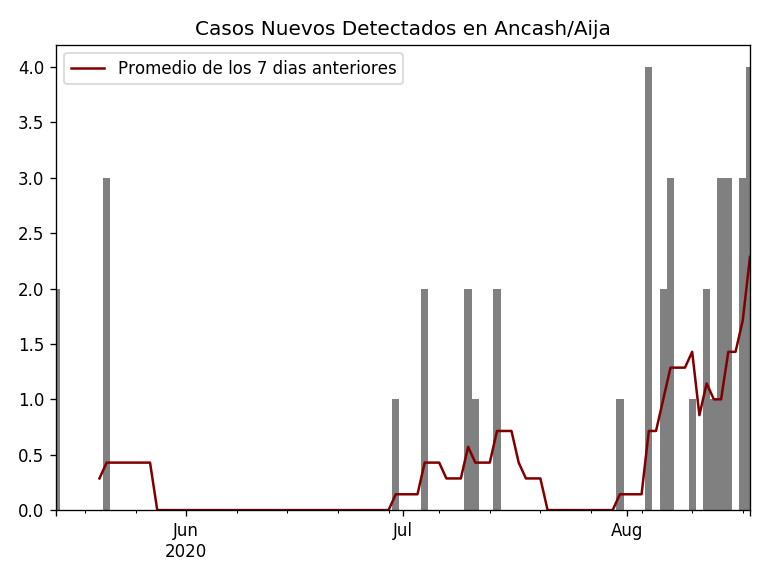 Casos Nuevos Detectados en Ancash/Aija
Promedio de los 7 dias anteriores
4.0
3.5
3.0
2.5
2.0
1.5
1.0
0.5
0.0
Jun
2020
Jul
Aug